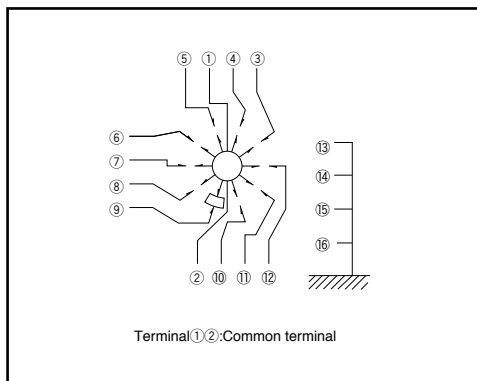 ⑤ ① ④ ③
⑥
⑬
⑦
⑭
⑧
⑨
⑮
⑯
② ⑩ ⑪ ⑫
Terminal①②:Common terminal